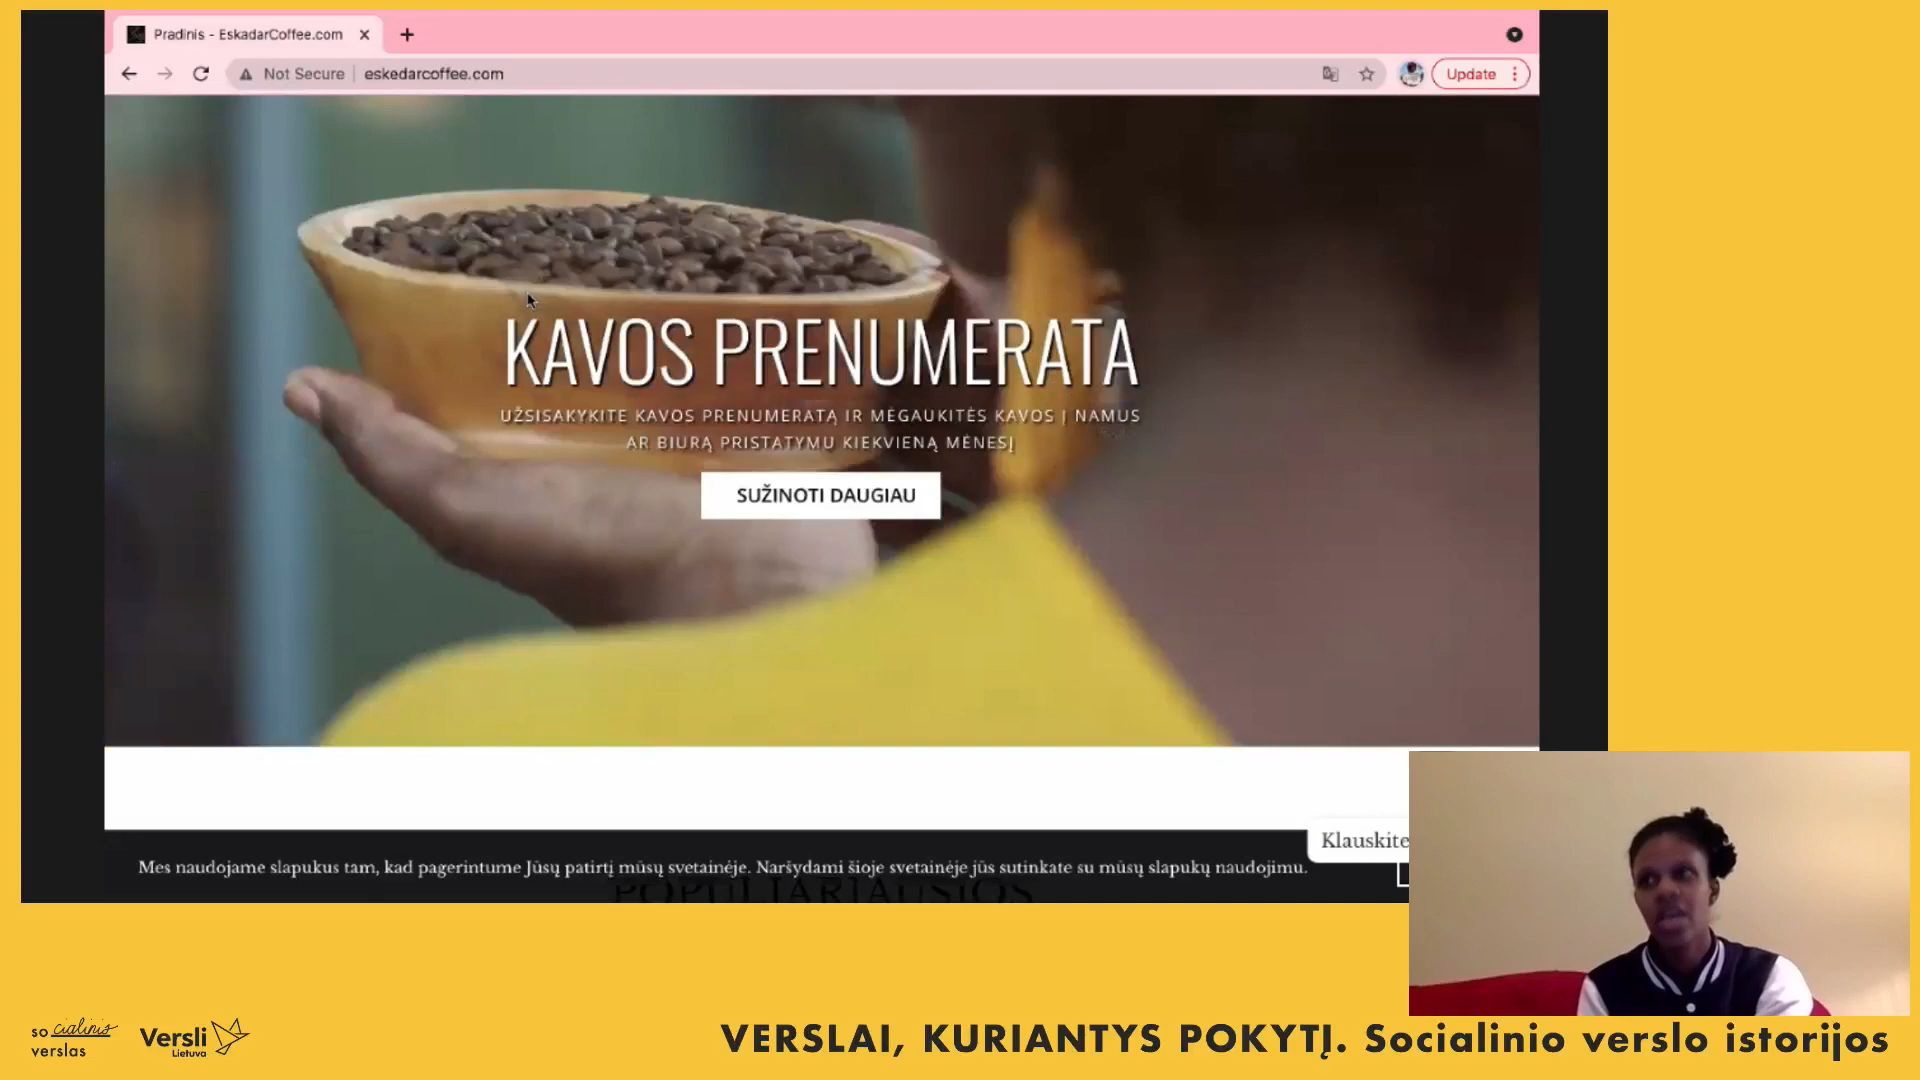 Pradinis - EskadarCoffee.com
Not Secure
eskedarcoffee.com
Update
KAVOS PRENUMERATA
UŽSISAKYKITE KAVOS PRENUMERATĄ IR MĖGAUKITĖS KAVOS Į NAMUS
AR BIURĄ PRISTATYMU KIEKVIENĄ MĖNESĮ
SUŽINOTI DAUGIAU
Klauskite
Mes naudojame slapukus tam, kad pagerintume Jūsų patirtį mūsų svetainėje. Naršydami šioje svetainėje jūs sutinkate su mūsų slapukų naudojimu.
POPULIARIAUSIOS
socialinis
verslas
Versli
Lietuva
VERSLAI, KURIANTYS POKYTĮ. Socialinio verslo istorijos